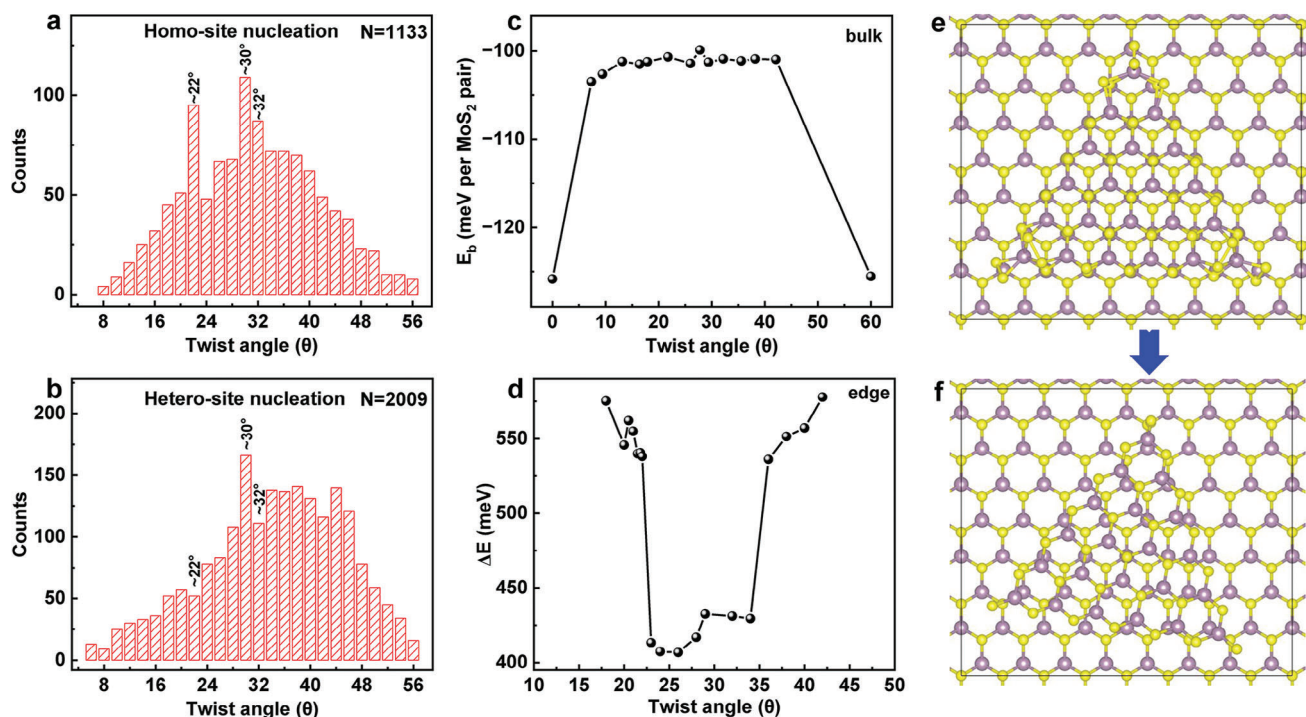 a
Homo-site nucleation N=1133
~22°
~30°
~32°
Counts
100
50
0
8 16 24 32 40 48 56
Twist angle (θ)
b
Hetero-site nucleation N=2009
~22°
~30°
~32°
Counts
200
150
100
50
0
8 16 24 32 40 48 56
Twist angle (θ)
c
bulk
E_b (meV per MoS₂ pair)
−100
−110
−120
0 10 20 30 40 50 60
Twist angle (θ)
d
edge
ΔE (meV)
550
500
450
400
10 15 20 25 30 35 40 45 50
Twist angle (θ)
e
f